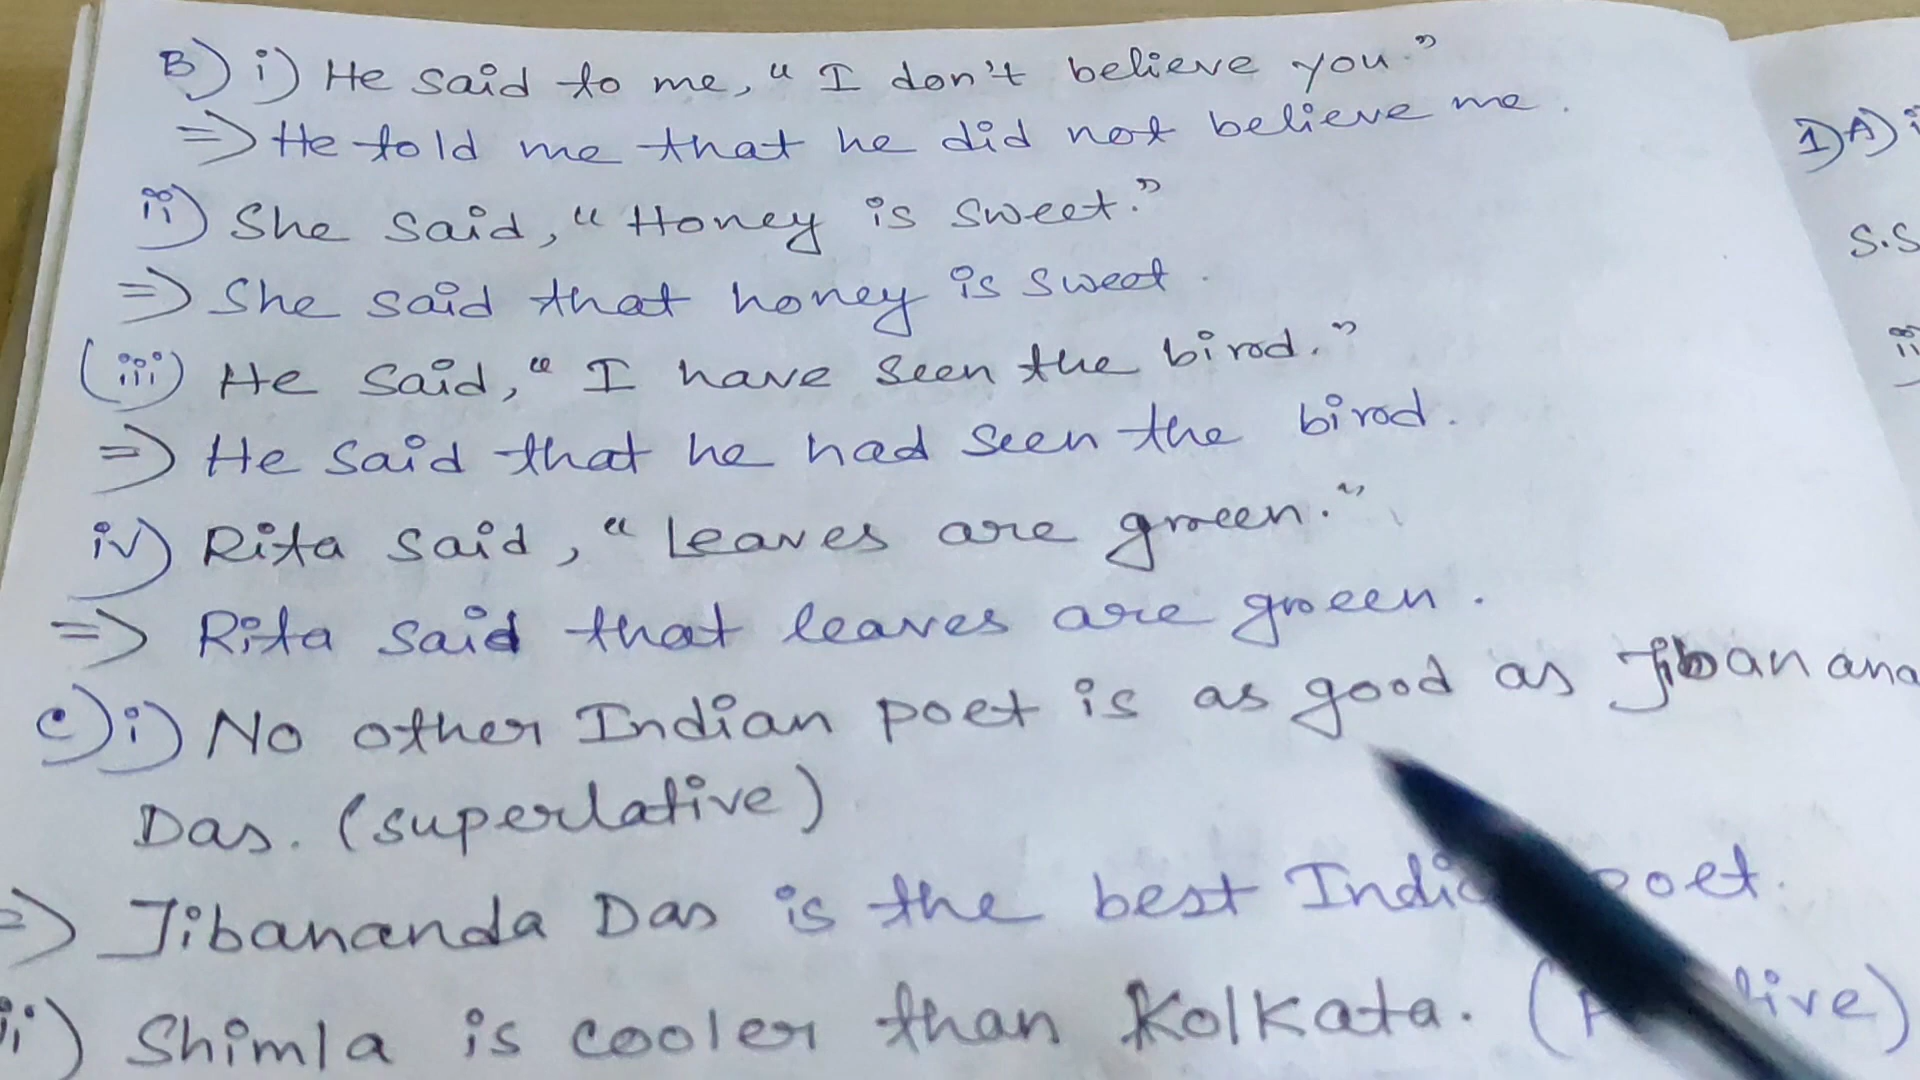 B) i) He said to me, "I don't believe you."
=> He told me that he did not believe me.
ii) She said, "Honey is sweet."
=> She said that honey is sweet.
(iii) He said, "I have seen the bird."
=> He said that he had seen the bird.
iv) Rita said, "Leaves are green."
=> Rita said that leaves are green.
C) i) No other Indian poet is as good as Jibanana
Das. (superlative)
=> Jibananda Das is the best poet.
ii) Shimla is cooler than Kolkata.
1) A) i
S.S
ii